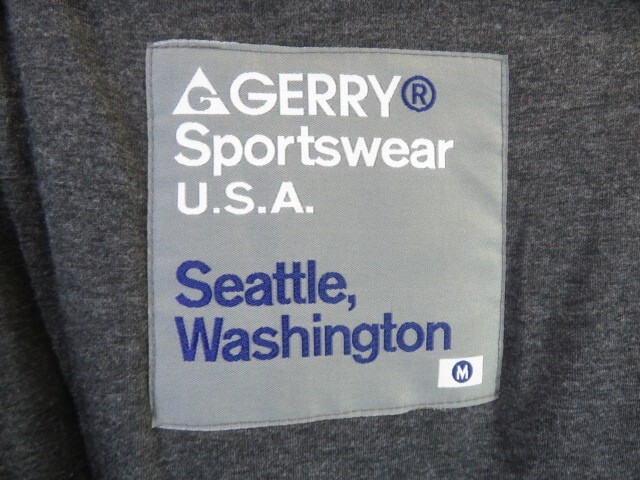 GERRY®
Sportswear
U.S.A.
Seattle,
Washington
M